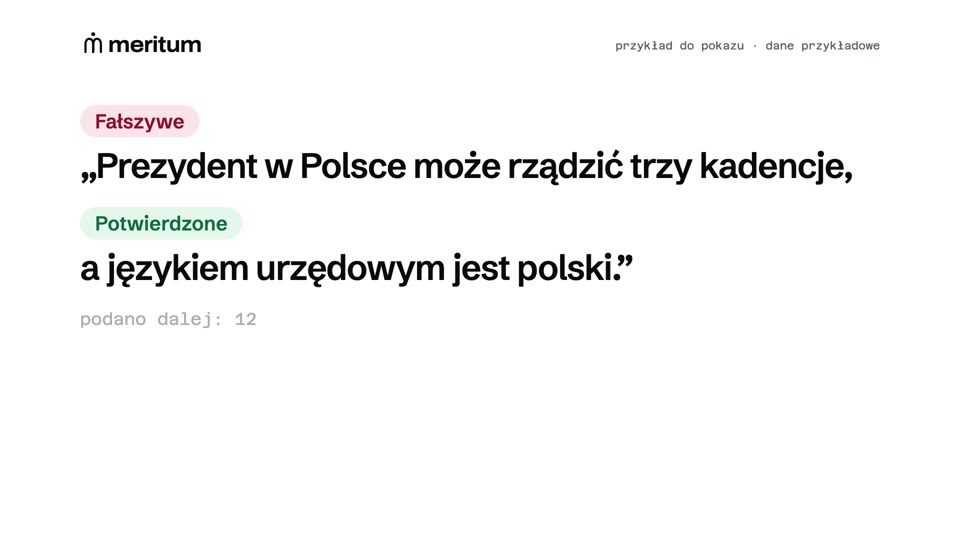 meritum
przykład do pokazu · dane przykładowe
Fałszywe
„Prezydent w Polsce może rządzić trzy kadencje,
Potwierdzone
a językiem urzędowym jest polski.”
podano dalej: 12